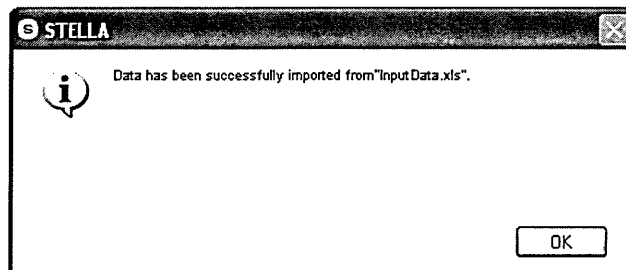 S STELLA
Data has been successfully imported from"InputData.xls".
i
OK